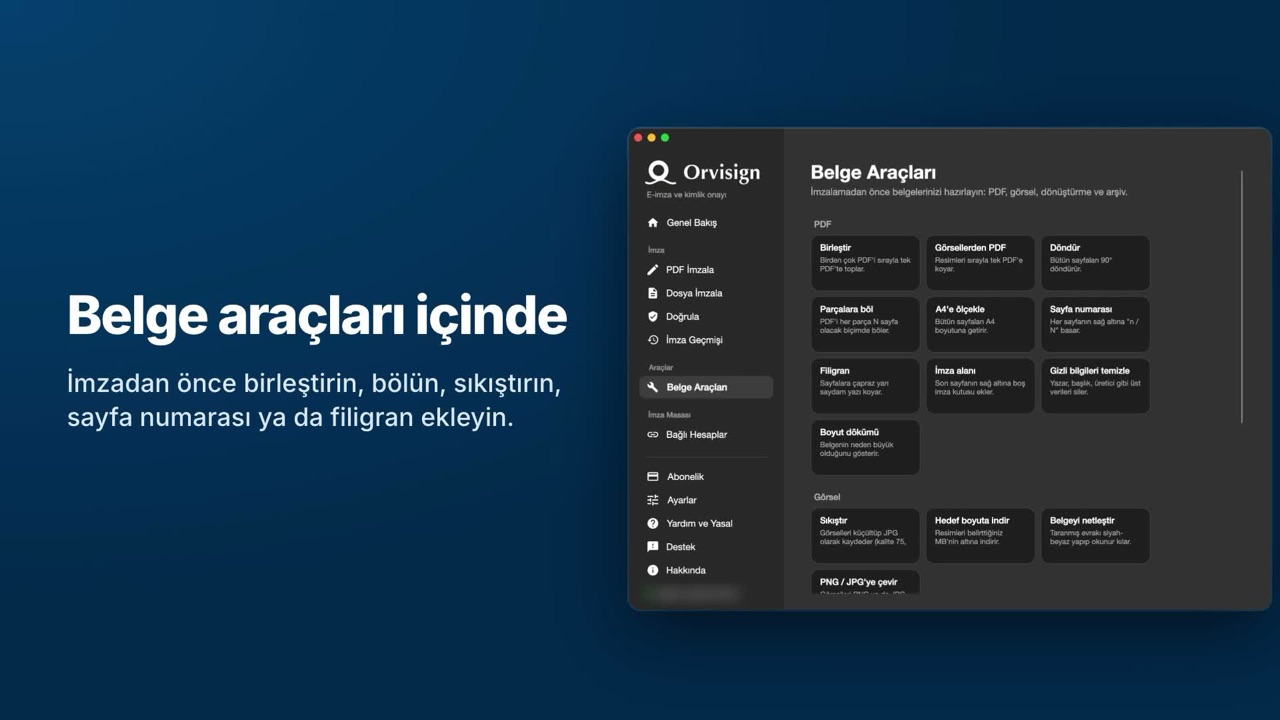 Belge araçları içinde
İmzadan önce birleştirin, bölün, sıkıştırın,
sayfa numarası ya da filigran ekleyin.
Orvisign
E-imza ve kimlik onayı
Genel Bakış
İmza
PDF İmzala
Dosya İmzala
Doğrula
İmza Geçmişi
Araçlar
Belge Araçları
İmza Masası
Bağlı Hesaplar
Abonelik
Ayarlar
Yardım ve Yasal
Destek
Hakkında
Belge Araçları
İmzalamadan önce belgelerinizi hazırlayın: PDF, görsel, dönüştürme ve arşiv.
PDF
Birleştir
Birden çok PDF'i sırayla tek
PDF'te toplar.
Görsellerden PDF
Resimleri sırayla tek PDF'e
koyar.
Döndür
Bütün sayfaları 90°
döndürür.
Parçalara böl
PDF'i her parça N sayfa
olacak biçimde böler.
A4'e ölçekle
Bütün sayfaları A4
boyutuna getirir.
Sayfa numarası
Her sayfanın sağ altına "n /
N" basar.
Filigran
Sayfalara çapraz yarı
saydam yazı koyar.
İmza alanı
Son sayfanın sağ altına boş
imza kutusu ekler.
Gizli bilgileri temizle
Yazar, başlık, üretici gibi üst
verileri siler.
Boyut dökümü
Belgenin neden büyük
olduğunu gösterir.
Görsel
Sıkıştır
Görselleri küçültüp JPG
olarak kaydeder (kalite 75,
Hedef boyuta indir
Resimleri belirttiğiniz
MB'nin altına indirir.
Belgeyi netleştir
Taranmış evrakı siyah-
beyaz yapıp okunur kılar.
PNG / JPG'ye çevir